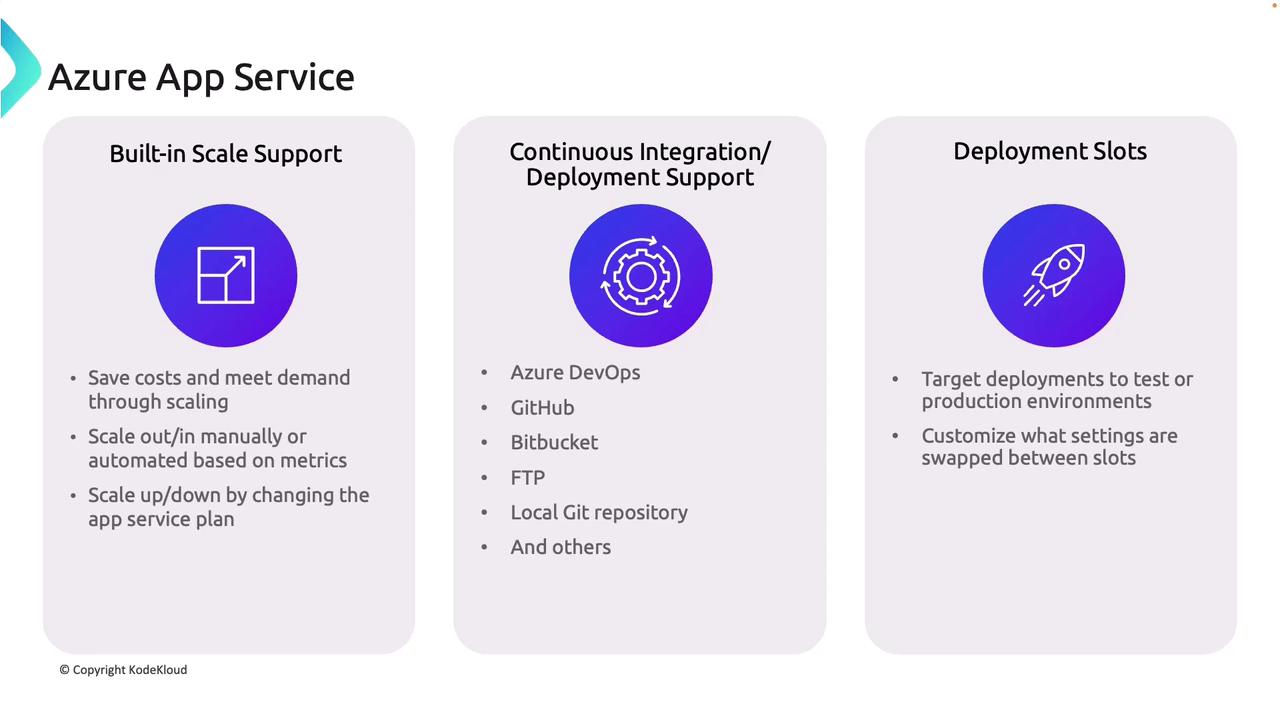 Azure App Service
Built-in Scale Support
• Save costs and meet demand
through scaling
• Scale out/in manually or
automated based on metrics
• Scale up/down by changing the
app service plan
Continuous Integration/
Deployment Support
• Azure DevOps
• GitHub
• Bitbucket
• FTP
• Local Git repository
• And others
Deployment Slots
• Target deployments to test or
production environments
• Customize what settings are
swapped between slots
© Copyright KodeKloud